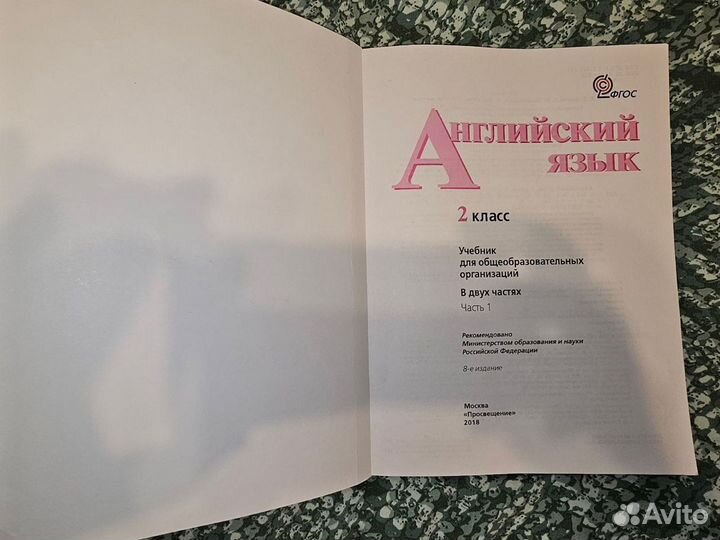 ФГОС
Английский
язык
2 класс
Учебник
для общеобразовательных
организаций
В двух частях
Часть 1
Рекомендовано
Министерством образования и науки
Российской Федерации
8-е издание
Москва
«Просвещение»
2018
Avito